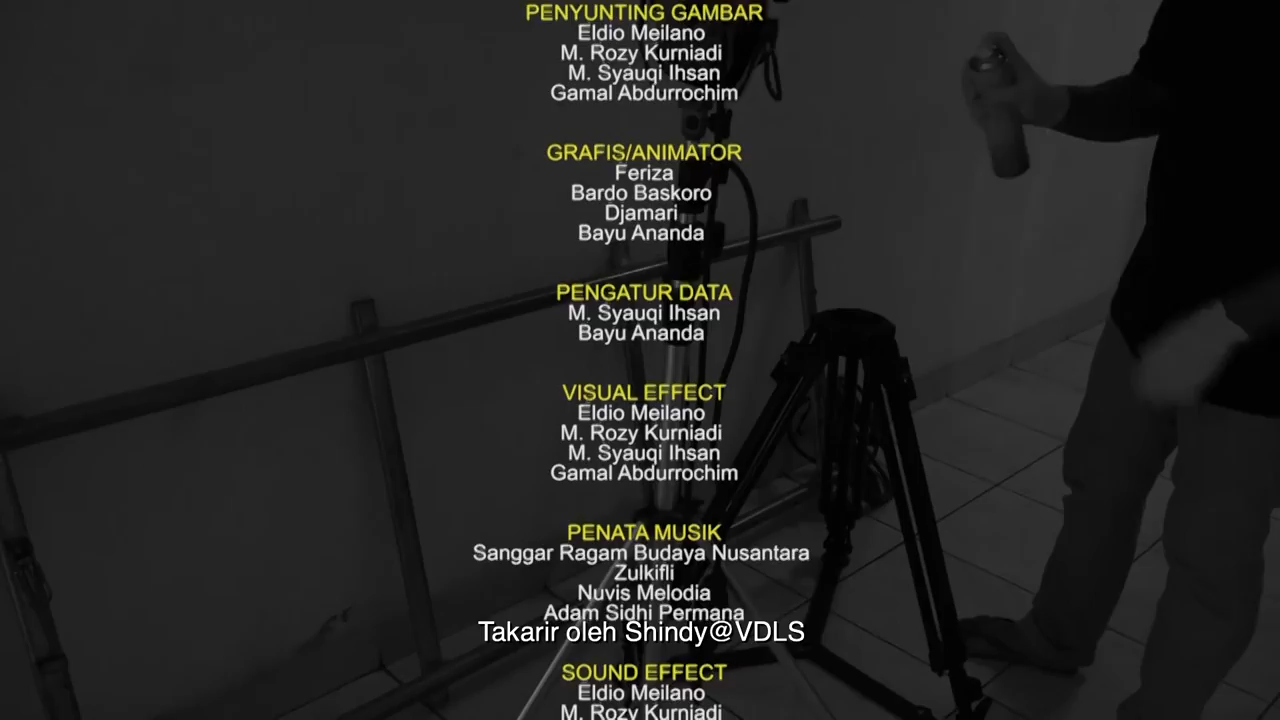 PENYUNTING GAMBAR
Eldio Meilano
M. Rozy Kurniadi
M. Syauqi Ihsan
Gamal Abdurrochim
GRAFIS/ANIMATOR
Feriza
Bardo Baskoro
Djamari
Bayu Ananda
PENGATUR DATA
M. Syauqi Ihsan
Bayu Ananda
VISUAL EFFECT
Eldio Meilano
M. Rozy Kurniadi
M. Syauqi Ihsan
Gamal Abdurrochim
PENATA MUSIK
Sanggar Ragam Budaya Nusantara
Zulkifli
Nuvis Melodia
Adam Sidhi Permana
Takarir oleh Shindy@VDLS
SOUND EFFECT
Eldio Meilano
M. Rozy Kurniadi